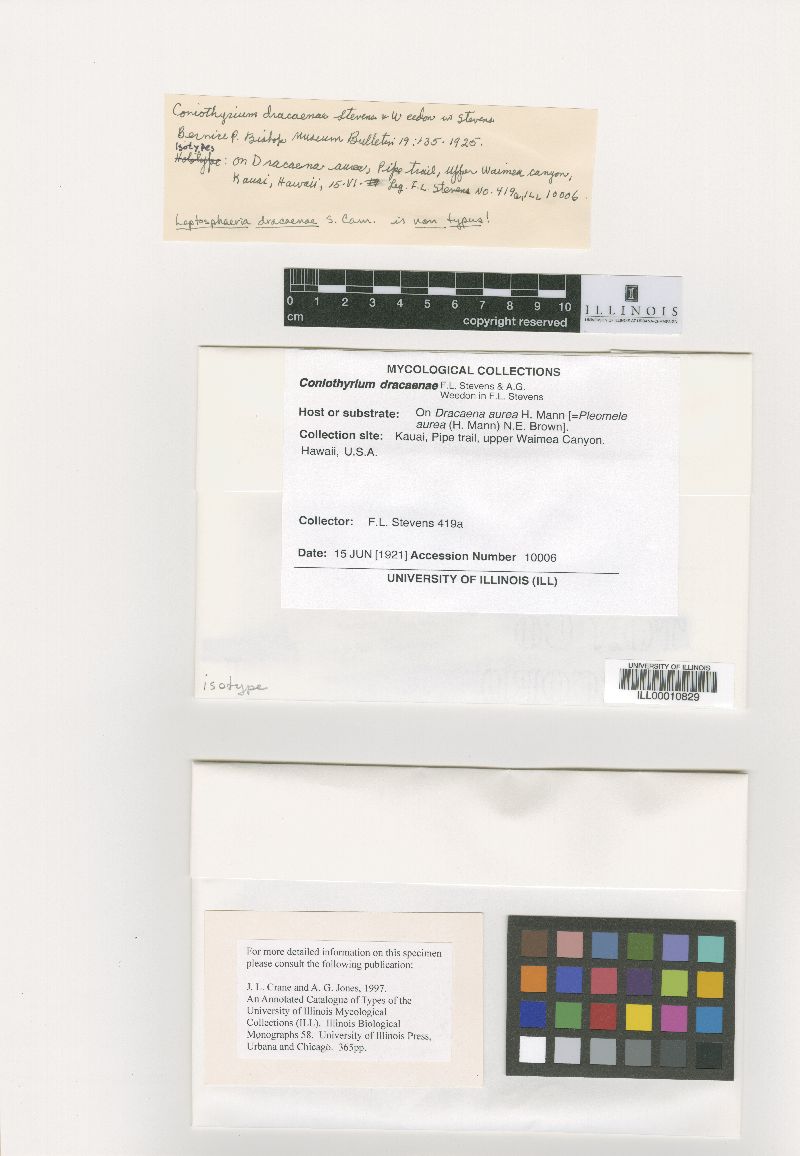 Coniothyrium dracaenae Stevens & Weedon in Stevens
Bernice P. Bishop Museum Bulletin 19:135. 1925.
Isotypes
Holotype: on Dracaena aurea, Pipe trail, upper Waimea canyon,
Kauai, Hawaii, 15.VI. leg. F.L. Stevens No. 419a, ILL 10006.
Leptosphaeria dracaenae S. Cam. is non typus!
0 1 2 3 4 5 6 7 8 9 10
cm
copyright reserved
I
ILLINOIS
UNIVERSITY OF ILLINOIS AT URBANA-CHAMPAIGN
MYCOLOGICAL COLLECTIONS
Coniothyrium dracaenae F.L. Stevens & A.G.
Weedon in F.L. Stevens
Host or substrate: On Dracaena aurea H. Mann [=Pleomele
aurea (H. Mann) N.E. Brown].
Collection site: Kauai, Pipe trail, upper Waimea Canyon.
Hawaii, U.S.A.
Collector: F.L. Stevens 419a
Date: 15 JUN [1921] Accession Number 10006
UNIVERSITY OF ILLINOIS (ILL)
isotype
UNIVERSITY OF ILLINOIS
ILL00010829
For more detailed information on this specimen
please consult the following publication:
J. L. Crane and A. G. Jones, 1997.
An Annotated Catalogue of Types of the
University of Illinois Mycological
Collections (ILL). Illinois Biological
Monographs 58. University of Illinois Press,
Urbana and Chicago. 365pp.